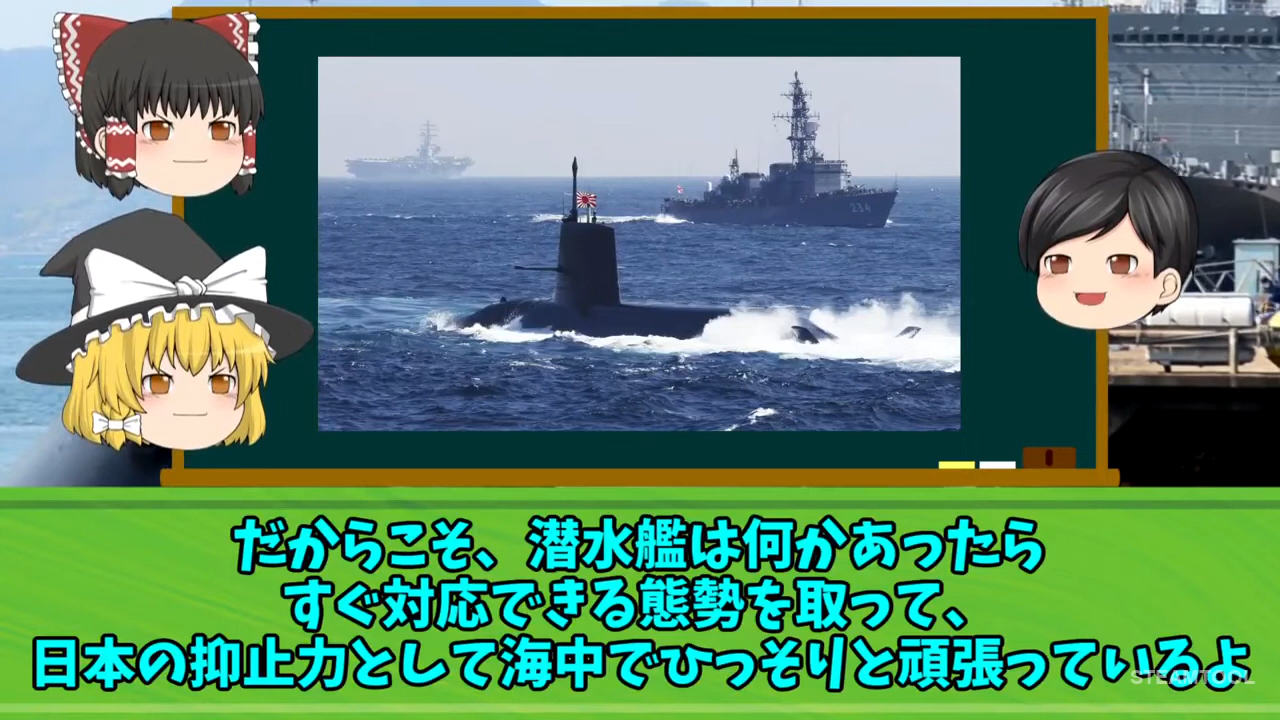 234
だからこそ、潜水艦は何かあったら
すぐ対応できる態勢を取って、
日本の抑止力として海中でひっそりと頑張っているよ
STEAMTOOL